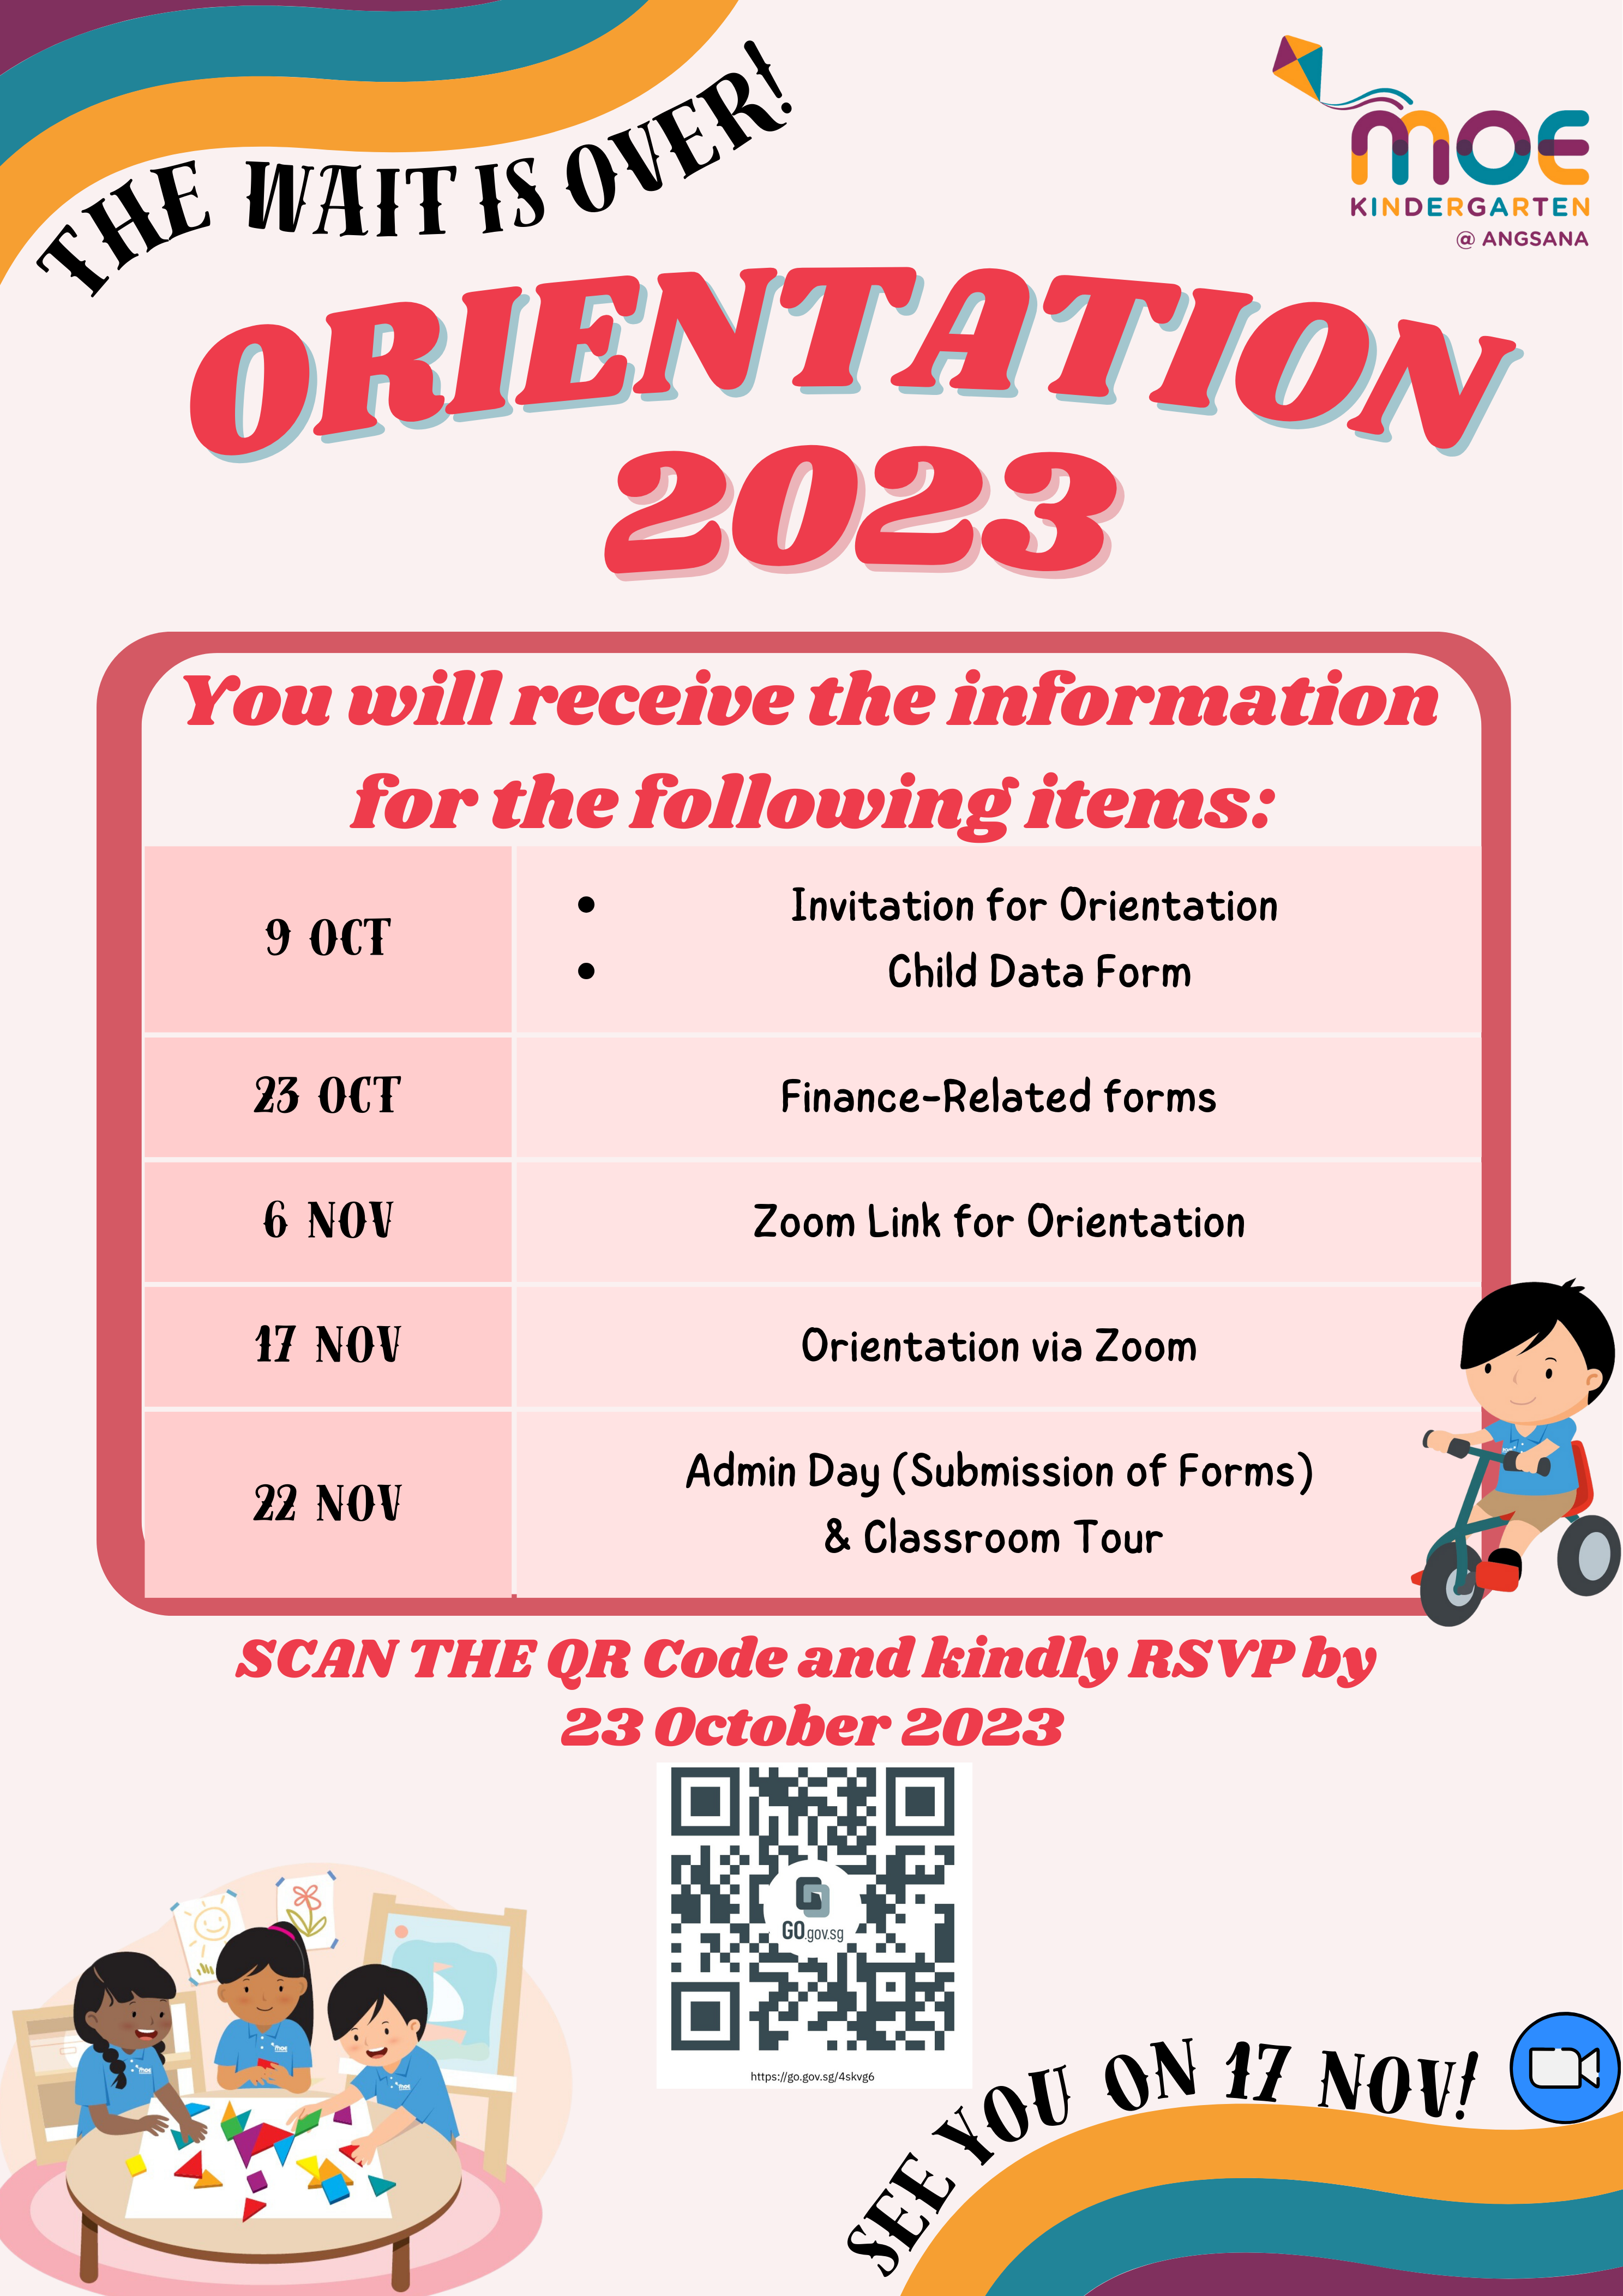 THE WAIT IS OVER!
moe
KINDERGARTEN
@ ANGSANA
ORIENTATION
2023
You will receive the information
for the following items:
9 OCT
• Invitation for Orientation
• Child Data Form
23 OCT
Finance-Related forms
6 NOV
Zoom Link for Orientation
17 NOV
Orientation via Zoom
22 NOV
Admin Day (Submission of Forms)
& Classroom Tour
SCAN THE QR Code and kindly RSVP by
23 October 2023
GO.gov.sg
https://go.gov.sg/4skvg6
SEE YOU ON 17 NOV!
moe
moe
moe